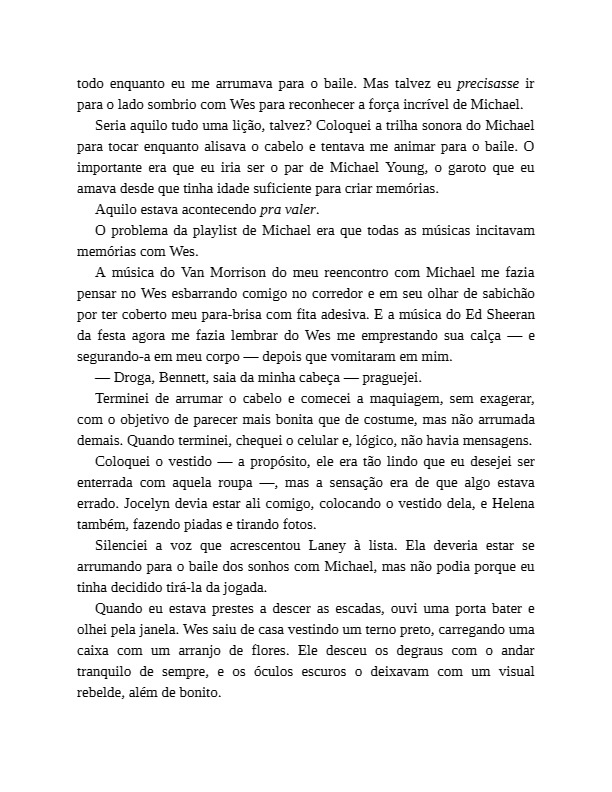 todo enquanto eu me arrumava para o baile. Mas talvez eu precisasse ir
para o lado sombrio com Wes para reconhecer a força incrível de Michael.
Seria aquilo tudo uma lição, talvez? Coloquei a trilha sonora do Michael
para tocar enquanto alisava o cabelo e tentava me animar para o baile. O
importante era que eu iria ser o par de Michael Young, o garoto que eu
amava desde que tinha idade suficiente para criar memórias.
Aquilo estava acontecendo pra valer.
O problema da playlist de Michael era que todas as músicas incitavam
memórias com Wes.
A música do Van Morrison do meu reencontro com Michael me fazia
pensar no Wes esbarrando comigo no corredor e em seu olhar de sabichão
por ter coberto meu para-brisa com fita adesiva. E a música do Ed Sheeran
da festa agora me fazia lembrar do Wes me emprestando sua calça — e
segurando-a em meu corpo — depois que vomitaram em mim.
— Droga, Bennett, saia da minha cabeça — praguejei.
Terminei de arrumar o cabelo e comecei a maquiagem, sem exagerar,
com o objetivo de parecer mais bonita que de costume, mas não arrumada
demais. Quando terminei, chequei o celular e, lógico, não havia mensagens.
Coloquei o vestido — a propósito, ele era tão lindo que eu desejei ser
enterrada com aquela roupa —, mas a sensação era de que algo estava
errado. Jocelyn devia estar ali comigo, colocando o vestido dela, e Helena
também, fazendo piadas e tirando fotos.
Silenciei a voz que acrescentou Laney à lista. Ela deveria estar se
arrumando para o baile dos sonhos com Michael, mas não podia porque eu
tinha decidido tirá-la da jogada.
Quando eu estava prestes a descer as escadas, ouvi uma porta bater e
olhei pela janela. Wes saiu de casa vestindo um terno preto, carregando uma
caixa com um arranjo de flores. Ele desceu os degraus com o andar
tranquilo de sempre, e os óculos escuros o deixavam com um visual
rebelde, além de bonito.